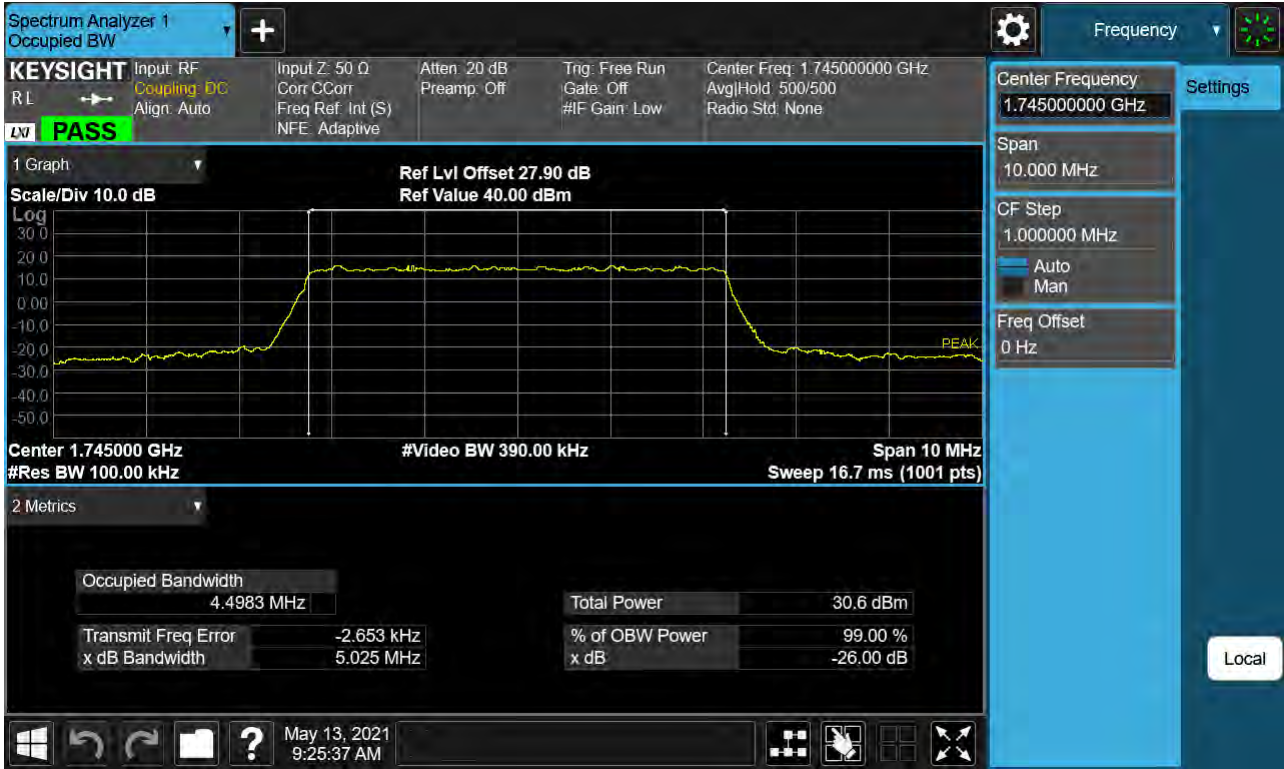 Spectrum Analyzer 1
Occupied BW
+
Frequency
KEYSIGHT
RL
LXI
PASS
Input: RF
Coupling: DC
Align: Auto
Input Z: 50 Ω
Corr CCorr
Freq Ref: Int (S)
NFE: Adaptive
Atten: 20 dB
Preamp: Off
Trig: Free Run
Gate: Off
#IF Gain: Low
Center Freq: 1.745000000 GHz
Avg|Hold: 500/500
Radio Std: None
Center Frequency
1.745000000 GHz
Settings
Span
10.000 MHz
CF Step
1.000000 MHz
Auto
Man
Freq Offset
0 Hz
Local
1 Graph
Scale/Div 10.0 dB
Ref Lvl Offset 27.90 dB
Ref Value 40.00 dBm
Log
30.0
20.0
10.0
0.00
-10.0
-20.0
-30.0
-40.0
-50.0
PEAK
Center 1.745000 GHz
#Video BW 390.00 kHz
Span 10 MHz
#Res BW 100.00 kHz
Sweep 16.7 ms (1001 pts)
2 Metrics
Occupied Bandwidth
4.4983 MHz
Total Power 30.6 dBm
Transmit Freq Error -2.653 kHz
% of OBW Power 99.00 %
x dB Bandwidth 5.025 MHz
x dB -26.00 dB
?
May 13, 2021
9:25:37 AM